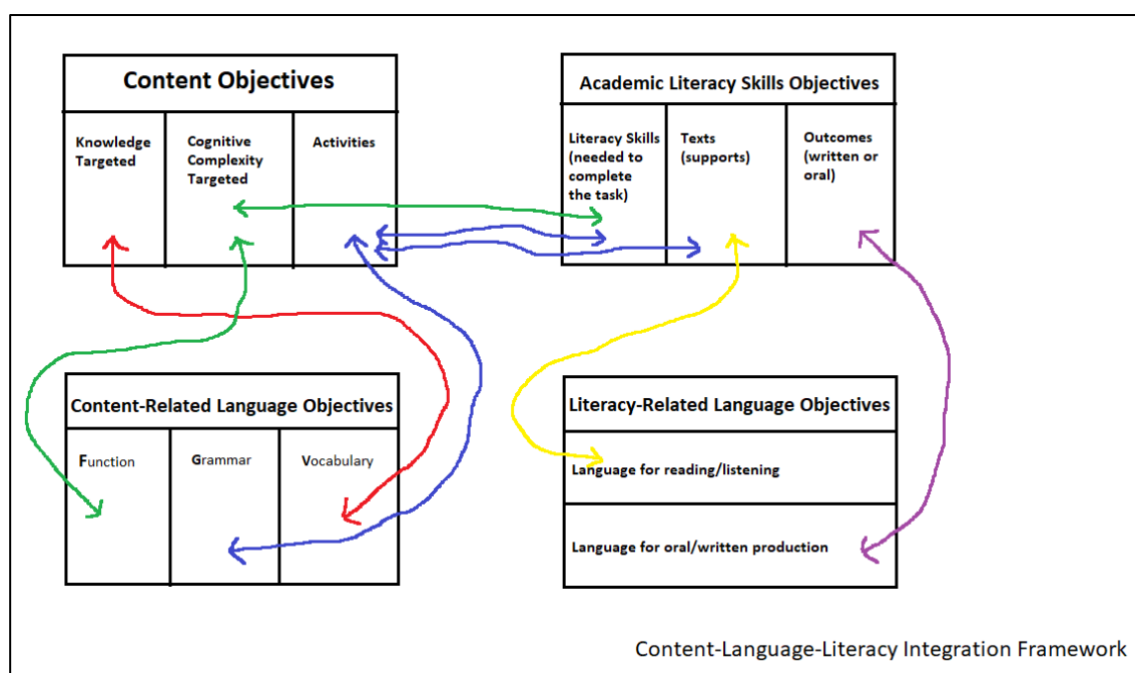 Content Objectives
Knowledge
Targeted
Cognitive
Complexity
Targeted
Activities
Academic Literacy Skills Objectives
Literacy Skills
(needed to
complete
the task)
Texts
(supports)
Outcomes
(written or
oral)
Content-Related Language Objectives
Function
Grammar
Vocabulary
Literacy-Related Language Objectives
Language for reading/listening
Language for oral/written production
Content-Language-Literacy Integration Framework